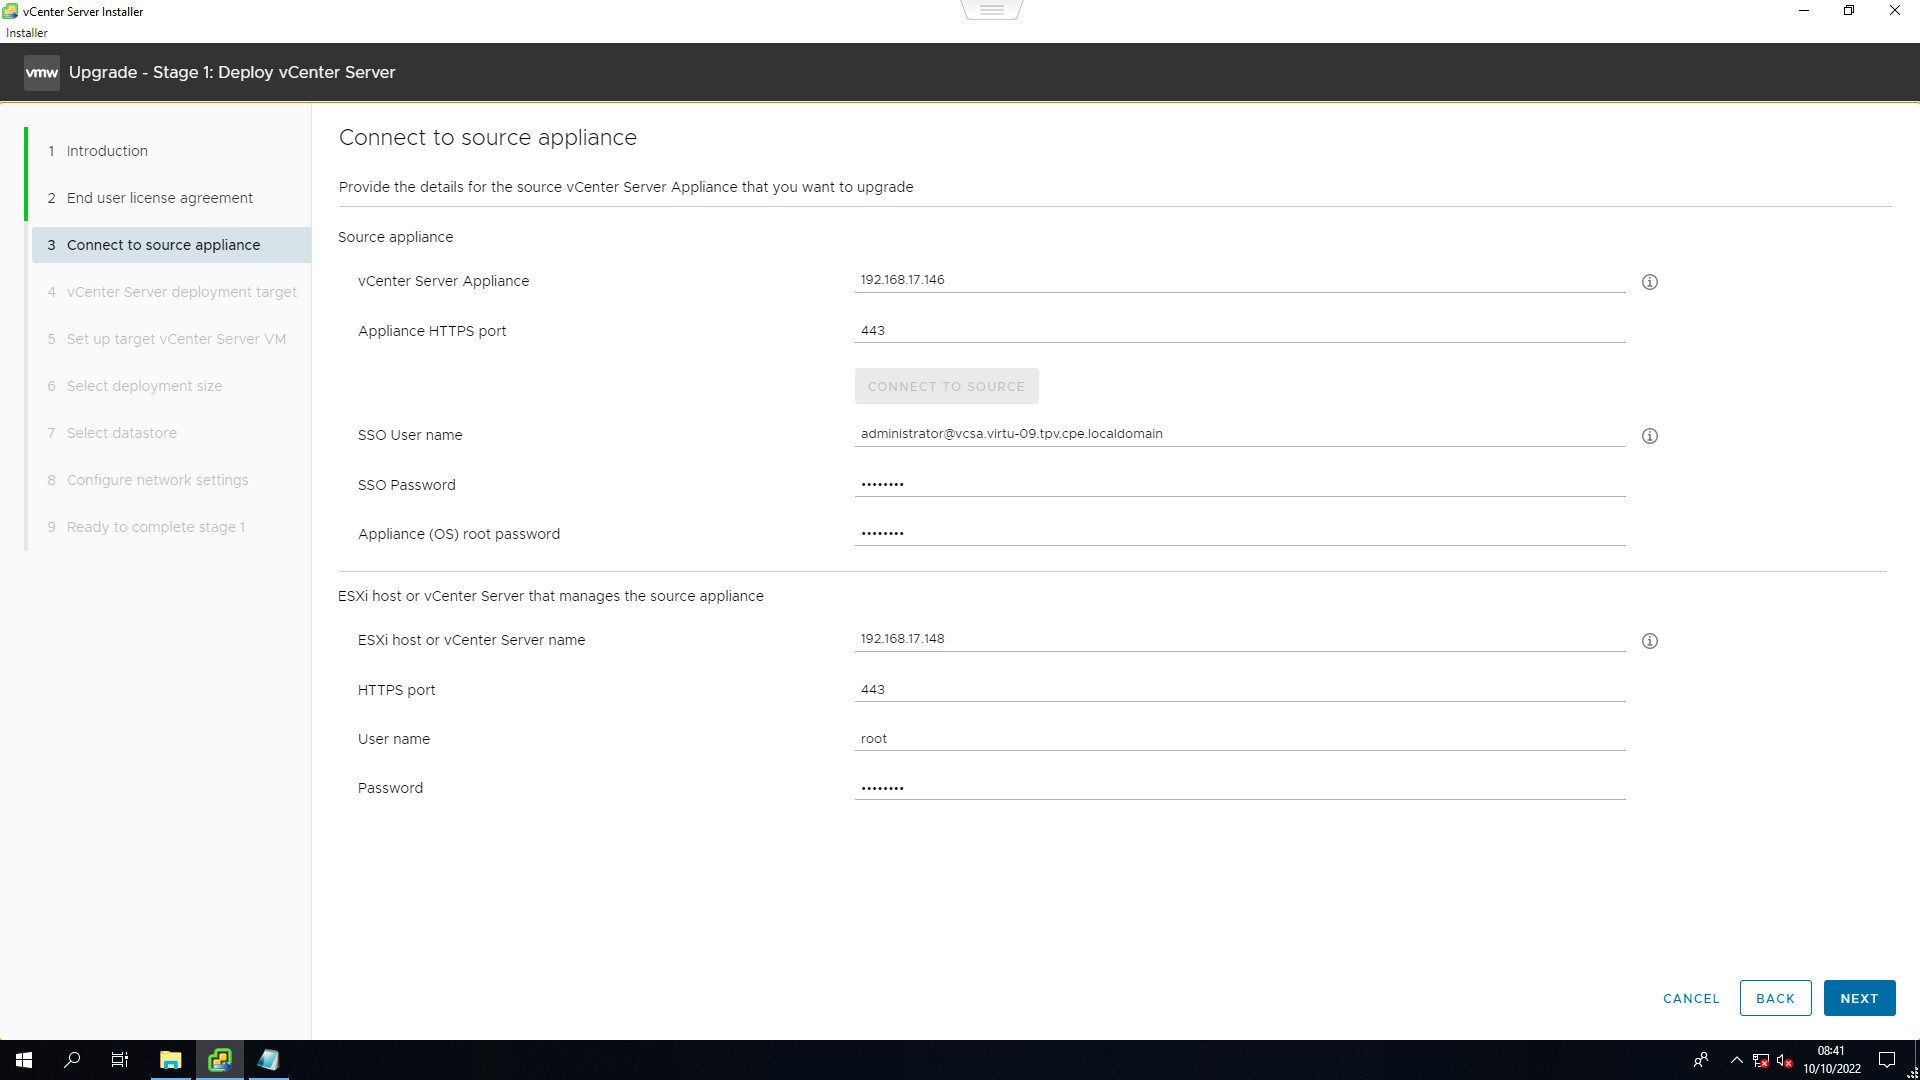 vCenter Server Installer
Installer
vmw Upgrade - Stage 1: Deploy vCenter Server
1 Introduction
2 End user license agreement
3 Connect to source appliance
4 vCenter Server deployment target
5 Set up target vCenter Server VM
6 Select deployment size
7 Select datastore
8 Configure network settings
9 Ready to complete stage 1
Connect to source appliance
Provide the details for the source vCenter Server Appliance that you want to upgrade
Source appliance
vCenter Server Appliance 192.168.17.146
Appliance HTTPS port 443
CONNECT TO SOURCE
SSO User name administrator@vcsa.virtu-09.tpv.cpe.localdomain
SSO Password ••••••••
Appliance (OS) root password ••••••••
ESXi host or vCenter Server that manages the source appliance
ESXi host or vCenter Server name 192.168.17.148
HTTPS port 443
User name root
Password ••••••••
CANCEL BACK NEXT
08:41
10/10/2022